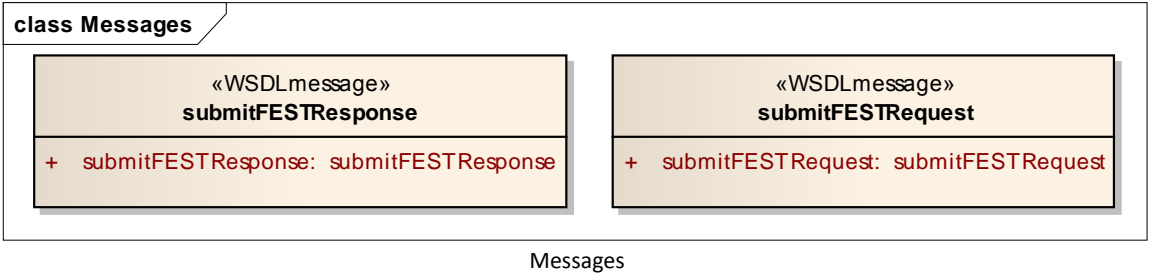 class Messages
«WSDLmessage»
submitFESTResponse
+ submitFESTResponse: submitFESTResponse
«WSDLmessage»
submitFESTRequest
+ submitFESTRequest: submitFESTRequest
Messages